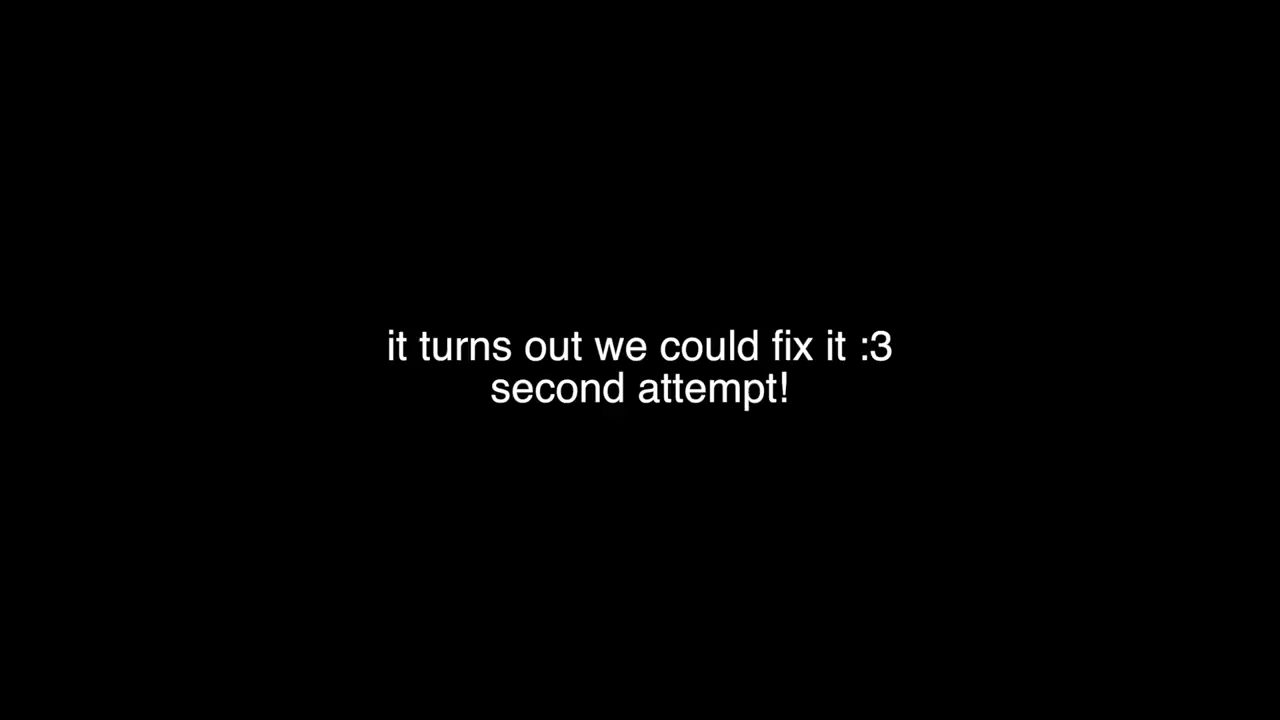 it turns out we could fix it :3
second attempt!